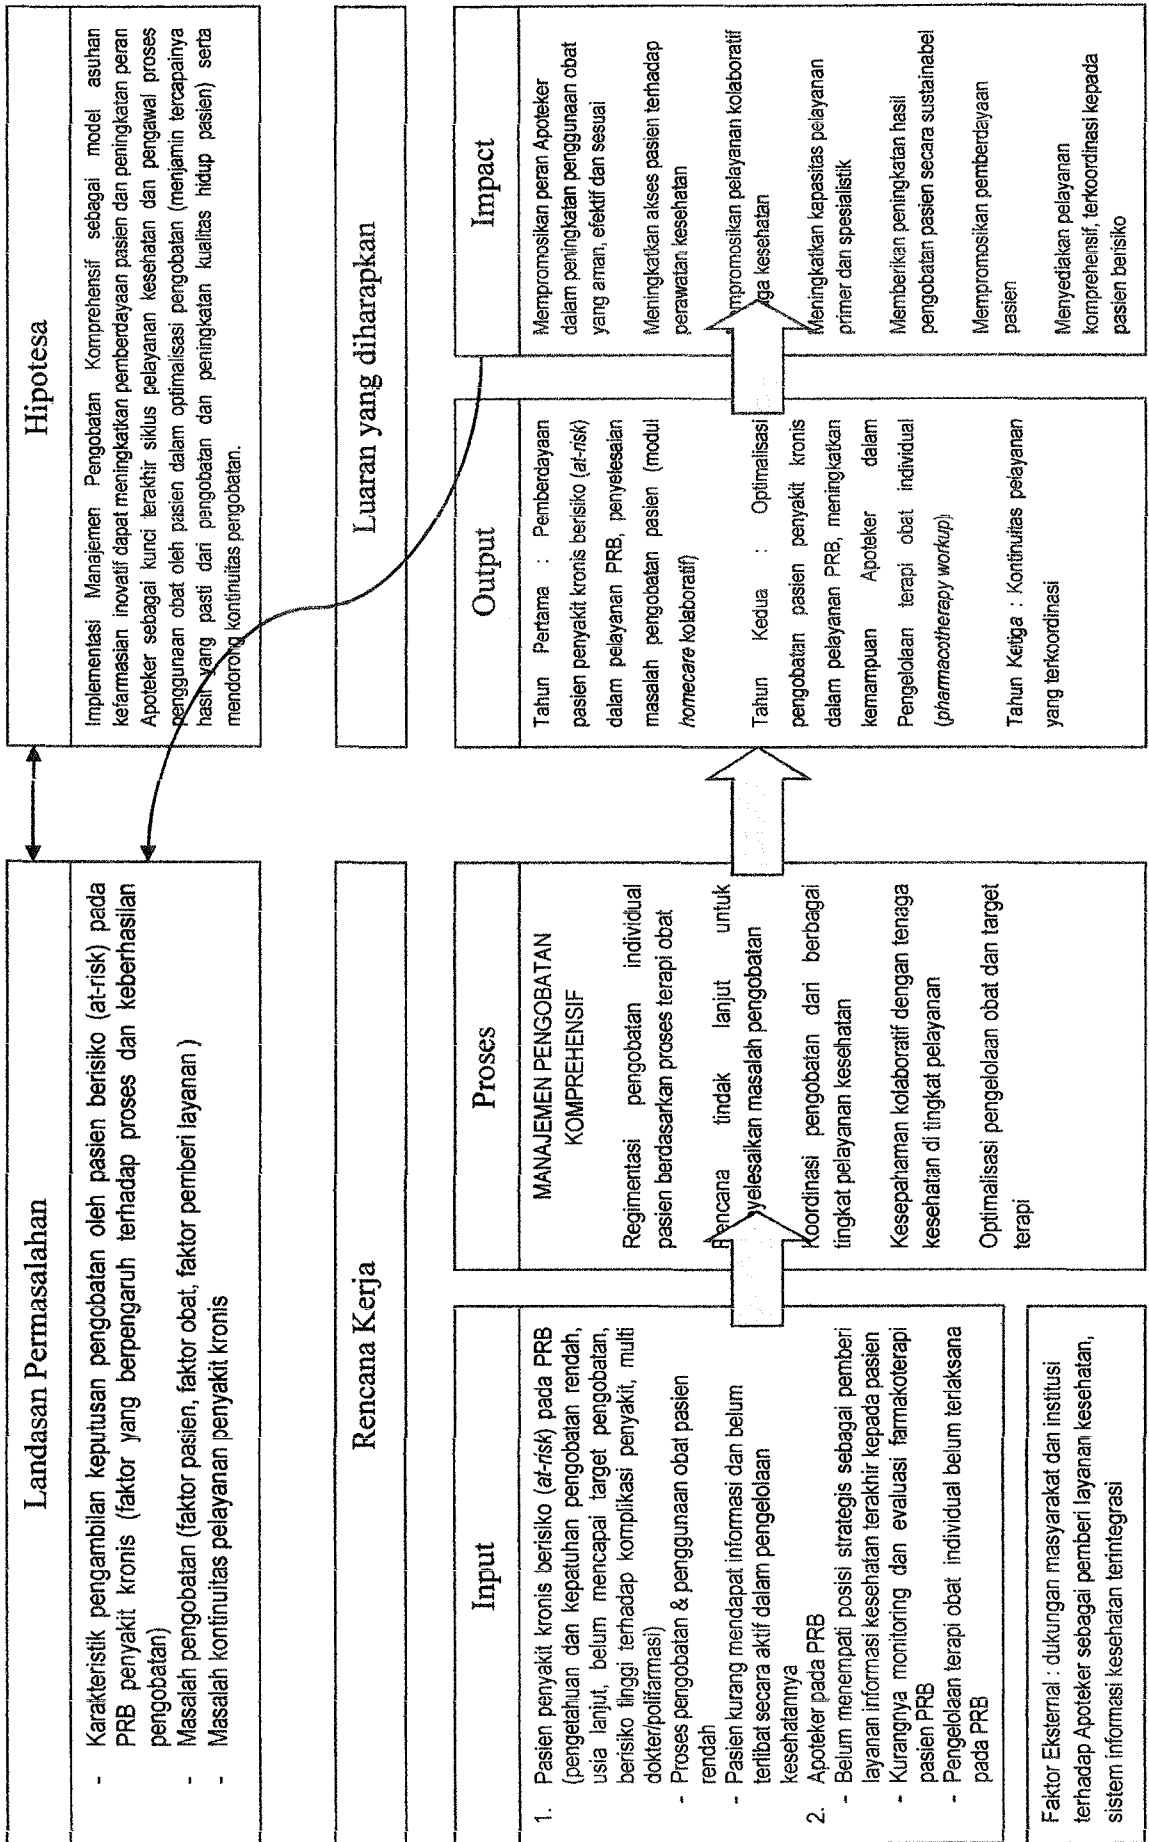 Landasan Permasalahan
- Karakteristik pengambilan keputusan pengobatan oleh pasien berisiko (at-risk) pada
PRB penyakit kronis (faktor yang berpengaruh terhadap proses dan keberhasilan
pengobatan)
- Masalah pengobatan (faktor pasien, faktor obat, faktor pemberi layanan )
- Masalah kontinuitas pelayanan penyakit kronis
Hipotesa
Implementasi Manajemen Pengobatan Komprehensif sebagai model asuhan
kefarmasian inovatif dapat meningkatkan pemberdayaan pasien dan peningkatan peran
Apoteker sebagai kunci terakhir siklus pelayanan kesehatan dan pengawal proses
penggunaan obat oleh pasien dalam optimalisasi pengobatan (menjamin tercapainya
hasil yang pasti dari pengobatan dan peningkatan kualitas hidup pasien) serta
mendorong kontinuitas pengobatan.
Rencana Kerja
Luaran yang diharapkan
Input
1. Pasien penyakit kronis berisiko (at-risk) pada PRB
(pengetahuan dan kepatuhan pengobatan rendah,
usia lanjut, belum mencapai target pengobatan,
berisiko tinggi terhadap komplikasi penyakit, multi
dokter/polifarmasi)
- Proses pengobatan & penggunaan obat pasien
rendah
- Pasien kurang mendapat informasi dan belum
terlibat secara aktif dalam pengelolaan
kesehatannya
2. Apoteker pada PRB
- Belum menempati posisi strategis sebagai pemberi
layanan informasi kesehatan terakhir kepada pasien
- Kurangnya monitoring dan evaluasi farmakoterapi
pasien PRB
- Pengelolaan terapi obat individual belum terlaksana
pada PRB
Faktor Eksternal : dukungan masyarakat dan institusi
terhadap Apoteker sebagai pemberi layanan kesehatan,
sistem informasi kesehatan terintegrasi
Proses
MANAJEMEN PENGOBATAN
KOMPREHENSIF
Regimentasi pengobatan individual
pasien berdasarkan proses terapi obat
Rencana tindak lanjut untuk
yelesaikan masalah pengobatan
Koordinasi pengobatan dari berbagai
tingkat pelayanan kesehatan
Kesepahaman kolaboratif dengan tenaga
kesehatan di tingkat pelayanan
Optimalisasi pengelolaan obat dan target
terapi
Output
Tahun Pertama : Pemberdayaan
pasien penyakit kronis berisiko (at-risk)
dalam pelayanan PRB, penyelesaian
masalah pengobatan pasien (modul
homecare kolaboratif)
Tahun Kedua : Optimalisasi
pengobatan pasien penyakit kronis
dalam pelayanan PRB, meningkatkan
kemampuan Apoteker dalam
Pengelolaan terapi obat individual
(pharmacotherapy workup)
Tahun Ketiga : Kontinuitas pelayanan
yang terkoordinasi
Impact
Mempromosikan peran Apoteker
dalam peningkatan penggunaan obat
yang aman, efektif dan sesuai
Meningkatkan akses pasien terhadap
perawatan kesehatan
mpromosikan pelayanan kolaboratif
ga kesehatan
Meningkatkan kapasitas pelayanan
primer dan spesialistik
Memberikan peningkatan hasil
pengobatan pasien secara sustainabel
Mempromosikan pemberdayaan
pasien
Menyediakan pelayanan
komprehensif, terkoordinasi kepada
pasien berisiko